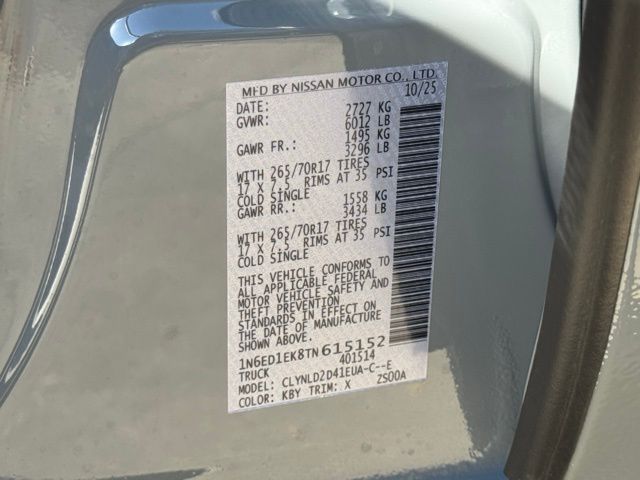 MFD BY NISSAN MOTOR CO., LTD.
DATE: 10/25
GVWR: 2727 KG
6012 LB
GAWR FR.: 1495 KG
3296 LB
WITH 265/70R17 TIRES
17 X 7.5 RIMS AT 35 PSI
COLD SINGLE
GAWR RR.: 1558 KG
3434 LB
WITH 265/70R17 TIRES
17 X 7.5 RIMS AT 35 PSI
COLD SINGLE
THIS VEHICLE CONFORMS TO
ALL APPLICABLE FEDERAL
MOTOR VEHICLE SAFETY AND
THEFT PREVENTION
STANDARDS IN EFFECT ON
THE DATE OF MANUFACTURE
SHOWN ABOVE.
1N6ED1EK8TN615152
TRUCK 401514
MODEL: CLYNLD2D41EUA-C--E
COLOR: KBY TRIM: X ZS00A